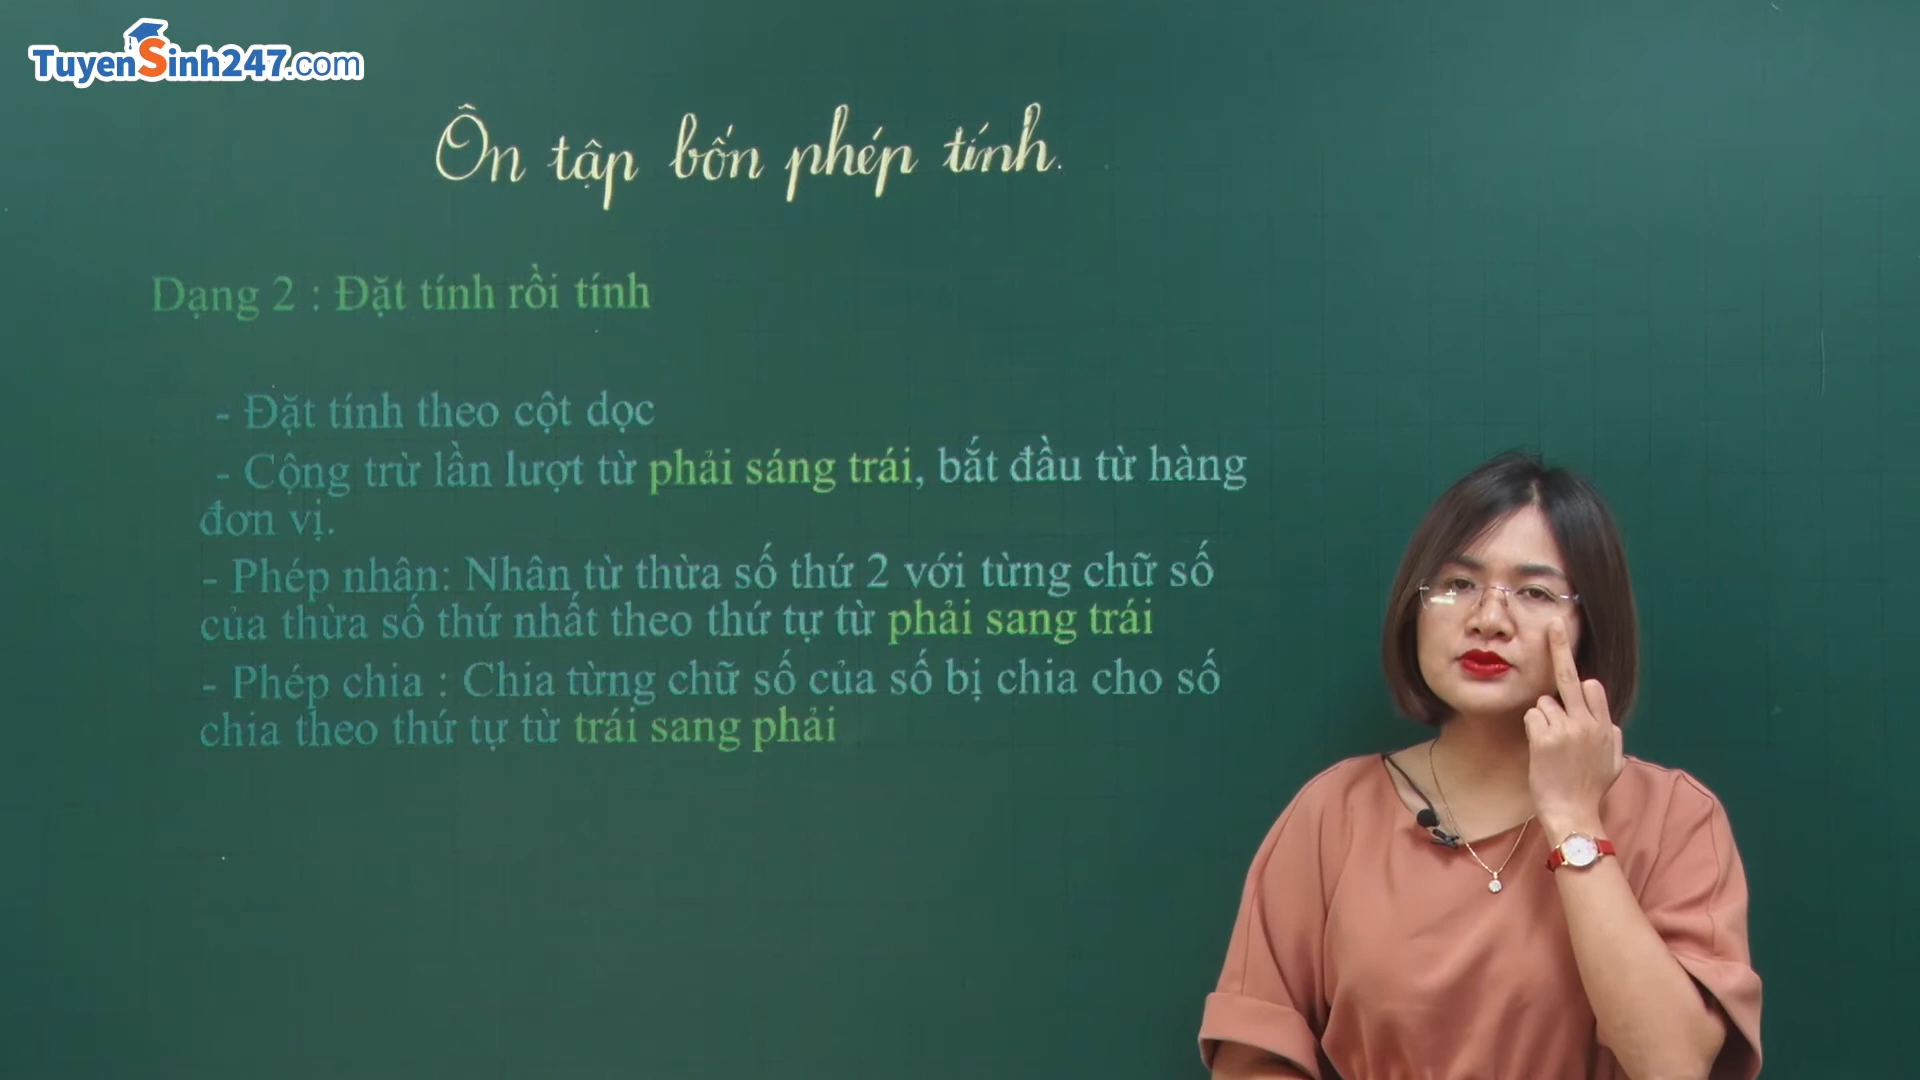 TuyenSinh247.com
Ôn tập bốn phép tính.
Dạng 2 : Đặt tính rồi tính
- Đặt tính theo cột dọc
- Cộng trừ lần lượt từ phải sáng trái, bắt đầu từ hàng
đơn vị.
- Phép nhân: Nhân từ thừa số thứ 2 với từng chữ số
của thừa số thứ nhất theo thứ tự từ phải sang trái
- Phép chia : Chia từng chữ số của số bị chia cho số
chia theo thứ tự từ trái sang phải